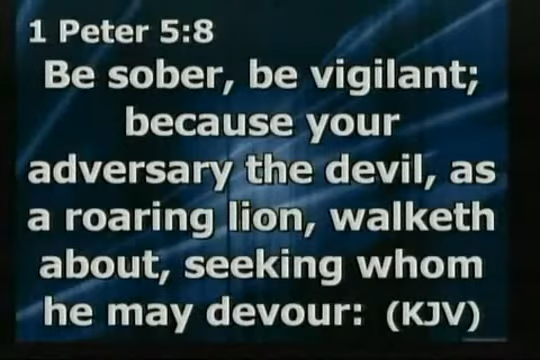 1 Peter 5:8
Be sober, be vigilant;
because your
adversary the devil, as
a roaring lion, walketh
about, seeking whom
he may devour: (KJV)